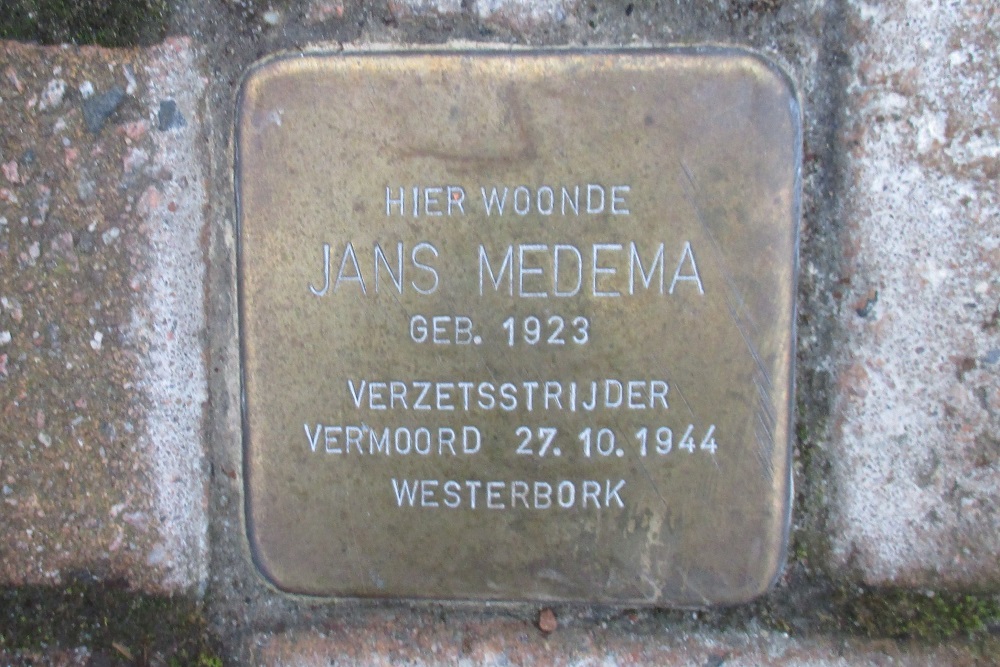 HIER WOONDE
JANS MEDEMA
GEB. 1923
VERZETSSTRIJDER
VERMOORD 27.10.1944
WESTERBORK